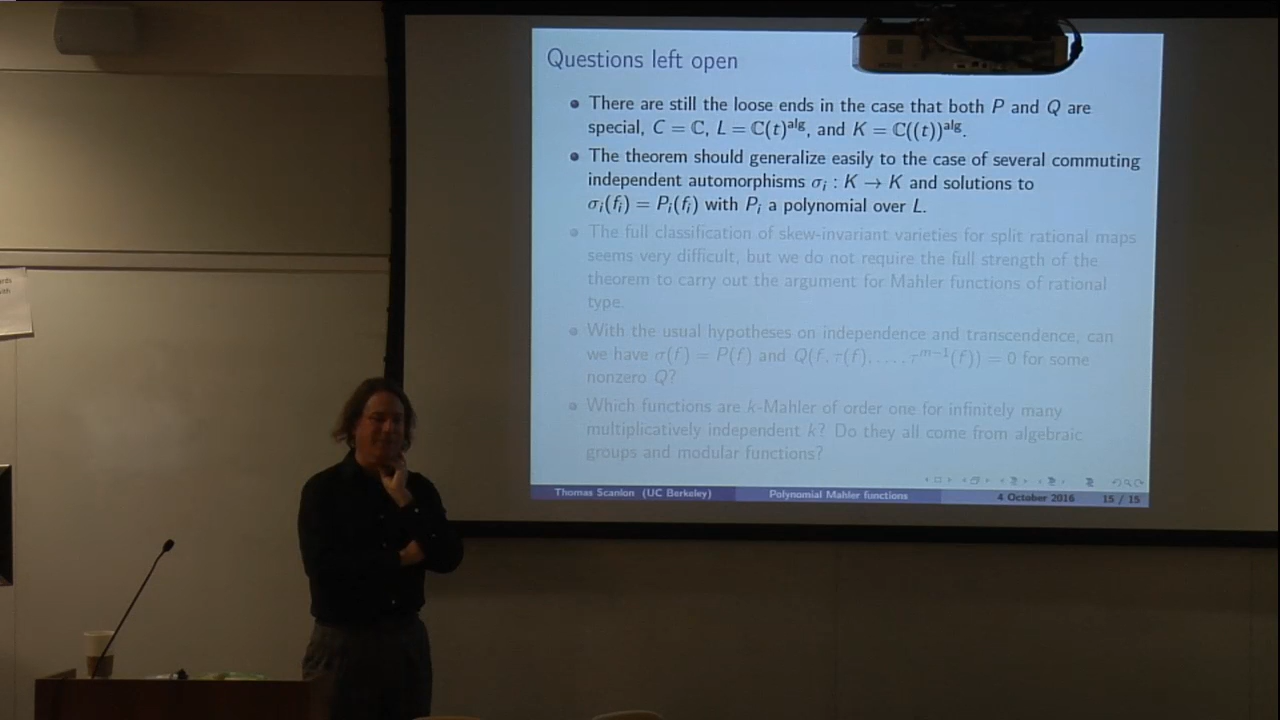 Questions left open
There are still the loose ends in the case that both P and Q are
special, C = ℂ, L = ℂ(t)^alg, and K = ℂ((t))^alg.
The theorem should generalize easily to the case of several commuting
independent automorphisms σᵢ : K → K and solutions to
σᵢ(fᵢ) = Pᵢ(fᵢ) with Pᵢ a polynomial over L.
The full classification of skew-invariant varieties for split rational maps
seems very difficult, but we do not require the full strength of the
theorem to carry out the argument for Mahler functions of rational
type.
With the usual hypotheses on independence and transcendence, can
we have σ(f) = P(f) and Q(f, τ(f), . . . , τ^{m−1}(f)) = 0 for some
nonzero Q?
Which functions are k-Mahler of order one for infinitely many
multiplicatively independent k? Do they all come from algebraic
groups and modular functions?
Thomas Scanlon (UC Berkeley) Polynomial Mahler functions 4 October 2016 15 / 15